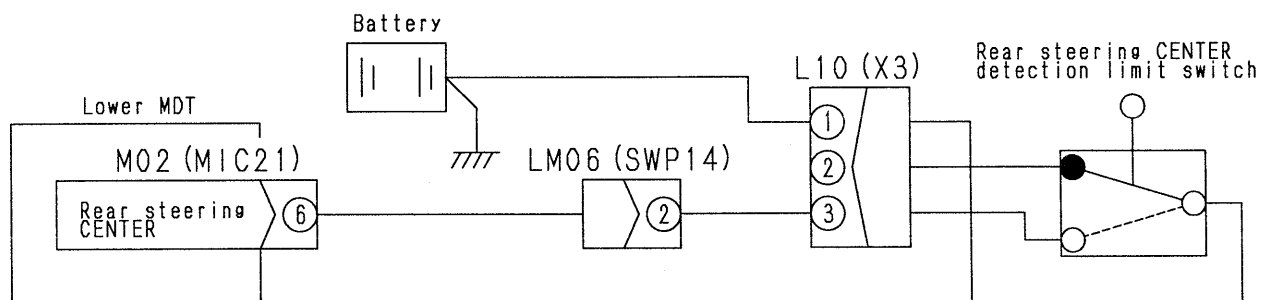 Battery
Rear steering CENTER
detection limit switch
L10 (X3)
Lower MDT
M02 (MIC21)
LM06 (SWP14)
1
2
3
Rear steering
CENTER
6
2